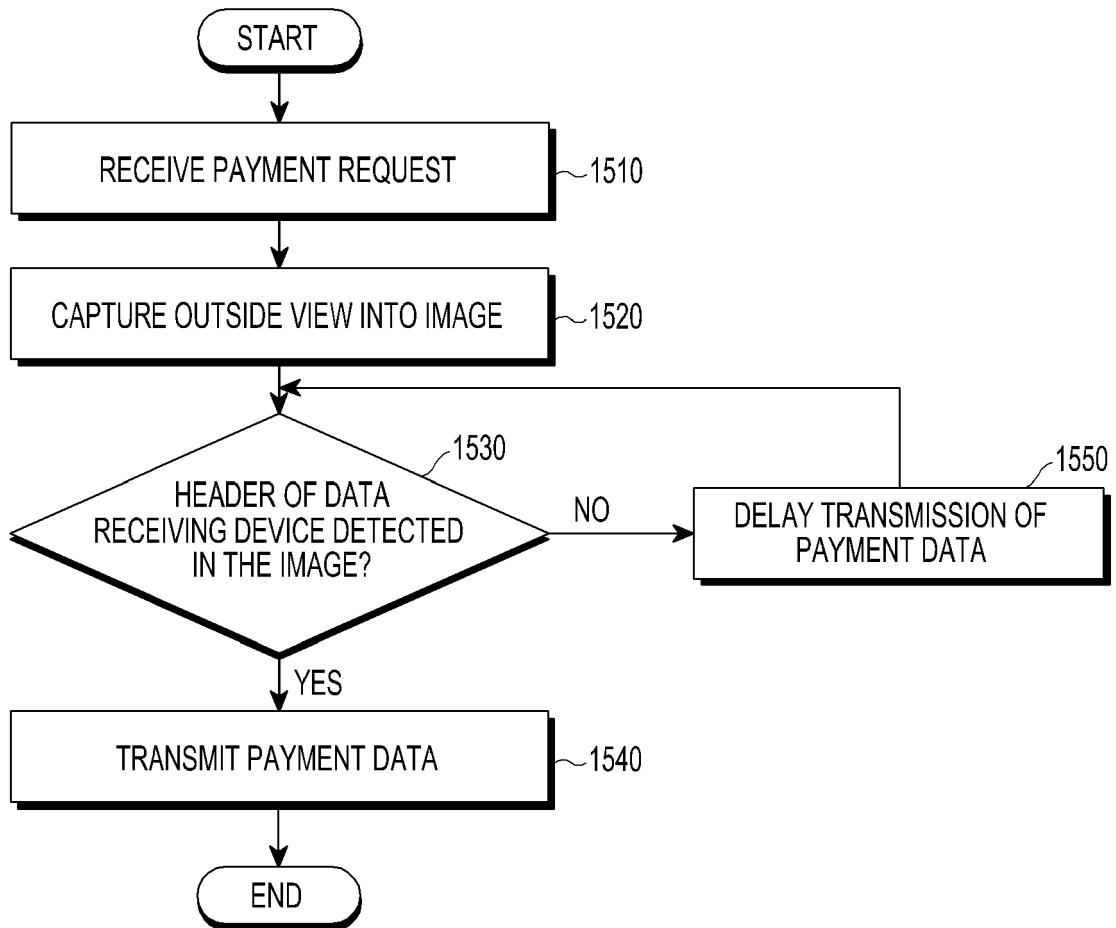 START
RECEIVE PAYMENT REQUEST
1510
CAPTURE OUTSIDE VIEW INTO IMAGE
1520
1530
HEADER OF DATA
RECEIVING DEVICE DETECTED
IN THE IMAGE?
NO
1550
DELAY TRANSMISSION OF
PAYMENT DATA
YES
TRANSMIT PAYMENT DATA
1540
END